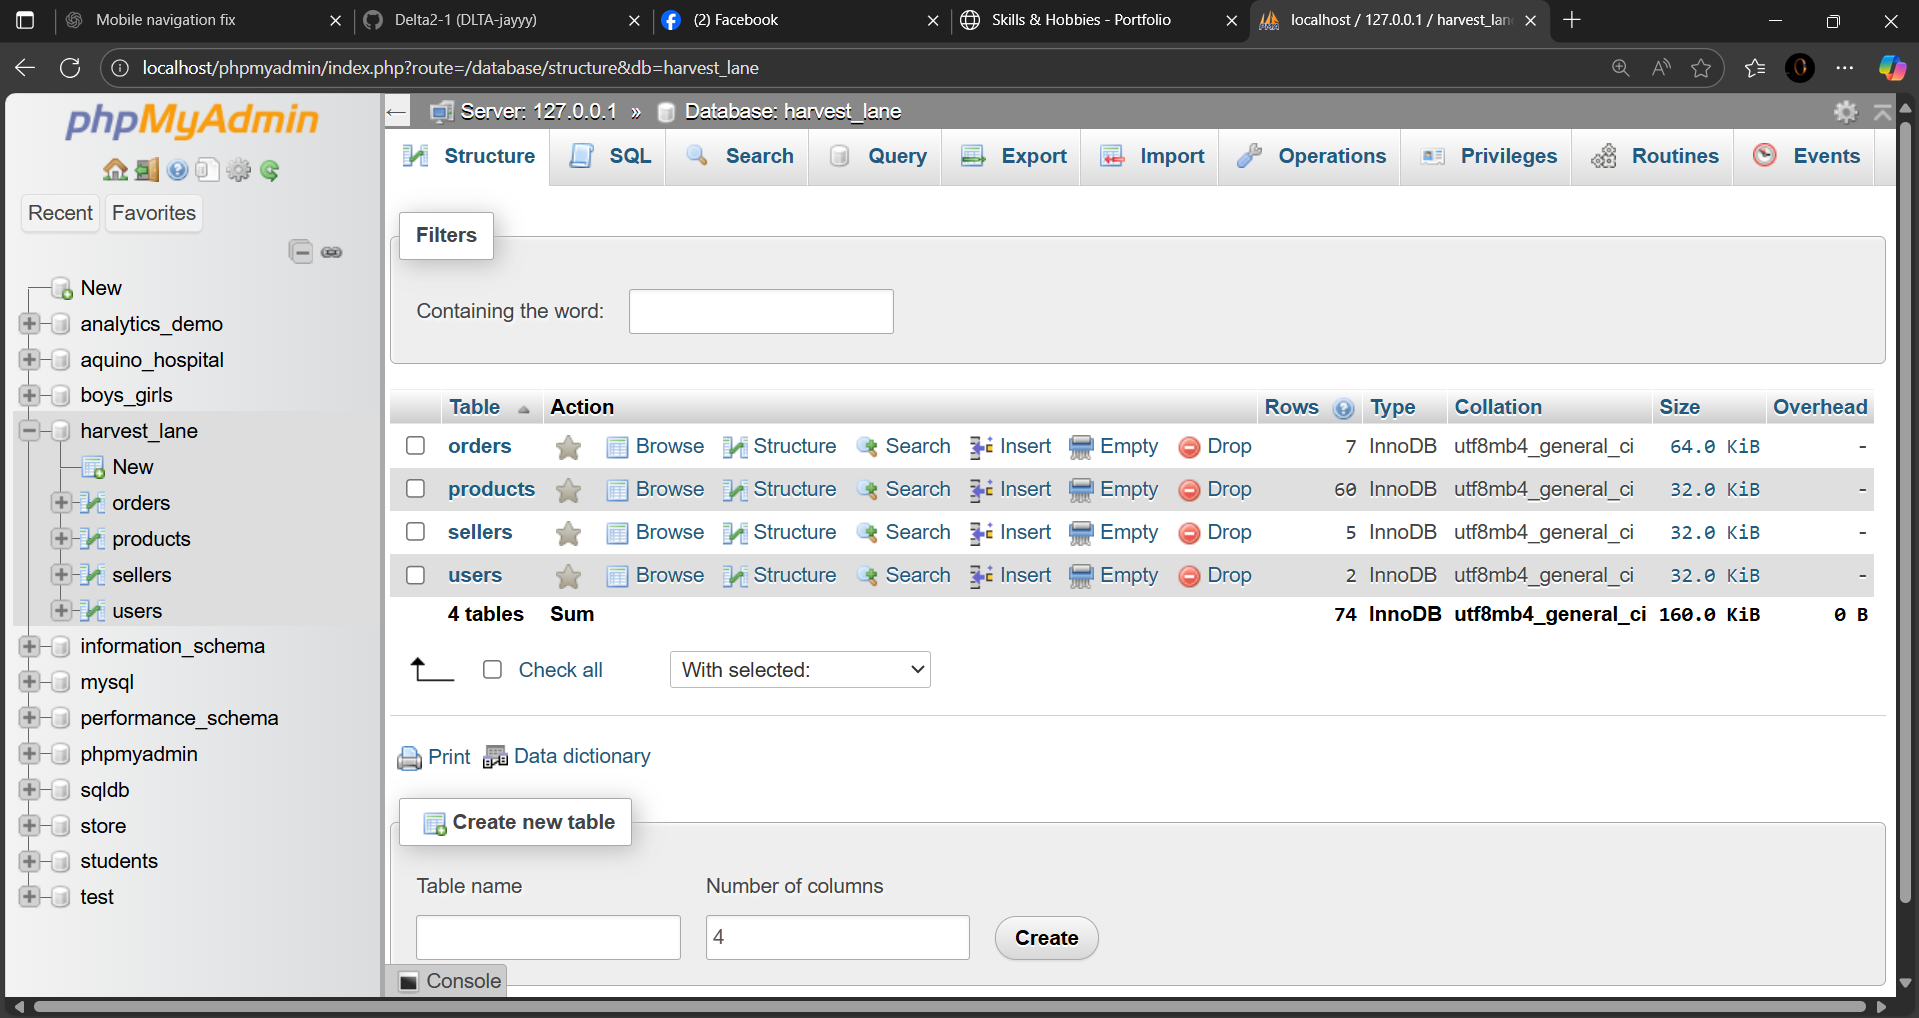 Mobile navigation fix
Delta2-1 (DLTA-jayyy)
(2) Facebook
Skills & Hobbies - Portfolio
localhost / 127.0.0.1 / harvest_lan
localhost/phpmyadmin/index.php?route=/database/structure&db=harvest_lane
phpMyAdmin
Recent Favorites
New
analytics_demo
aquino_hospital
boys_girls
harvest_lane
New
orders
products
sellers
users
information_schema
mysql
performance_schema
phpmyadmin
sqldb
store
students
test
Server: 127.0.0.1 » Database: harvest_lane
Structure SQL Search Query Export Import Operations Privileges Routines Events
Filters
Containing the word:
Table Action Rows Type Collation Size Overhead
orders Browse Structure Search Insert Empty Drop 7 InnoDB utf8mb4_general_ci 64.0 KiB -
products Browse Structure Search Insert Empty Drop 60 InnoDB utf8mb4_general_ci 32.0 KiB -
sellers Browse Structure Search Insert Empty Drop 5 InnoDB utf8mb4_general_ci 32.0 KiB -
users Browse Structure Search Insert Empty Drop 2 InnoDB utf8mb4_general_ci 32.0 KiB -
4 tables Sum 74 InnoDB utf8mb4_general_ci 160.0 KiB 0 B
Check all With selected:
Print Data dictionary
Create new table
Table name Number of columns
4 Create
Console